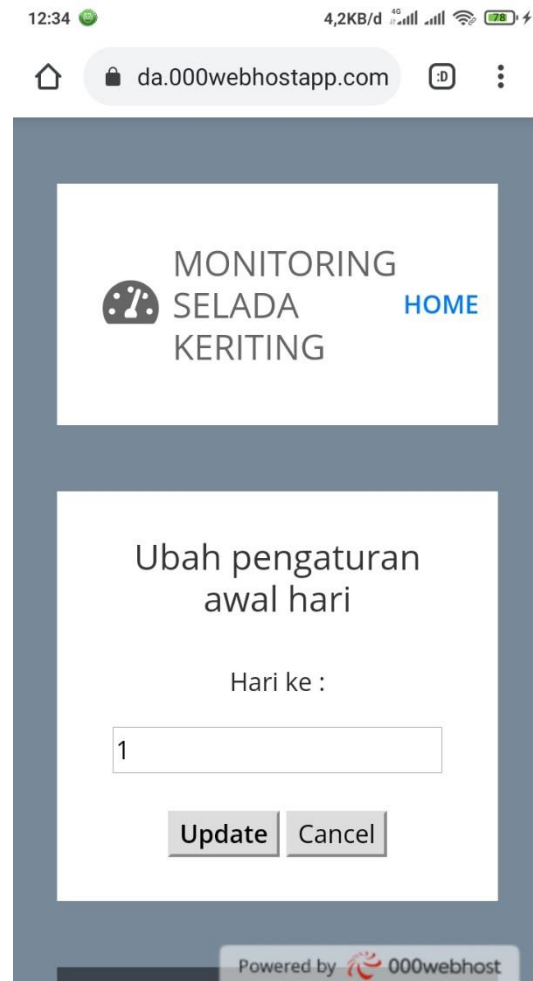 12:34 4,2KB/d 4G 78
da.000webhostapp.com :D
MONITORING
SELADA
KERITING
HOME
Ubah pengaturan
awal hari
Hari ke :
1
Update Cancel
Powered by 000webhost